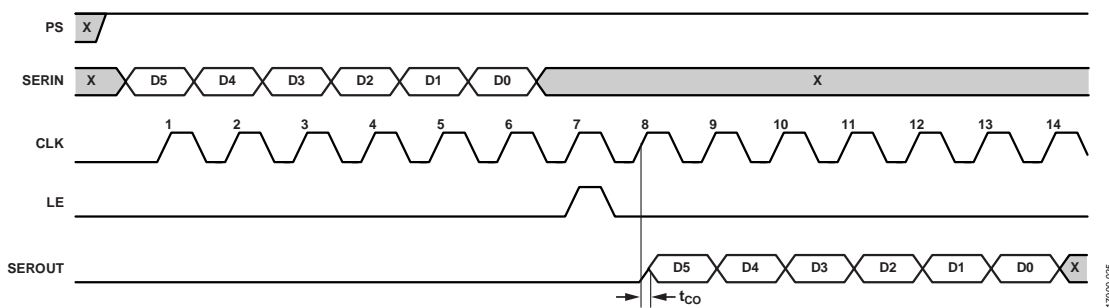 PS X
SERIN X D5 D4 D3 D2 D1 D0 X
1 2 3 4 5 6 7 8 9 10 11 12 13 14
CLK
LE
SEROUT D5 D4 D3 D2 D1 D0 X
tCO